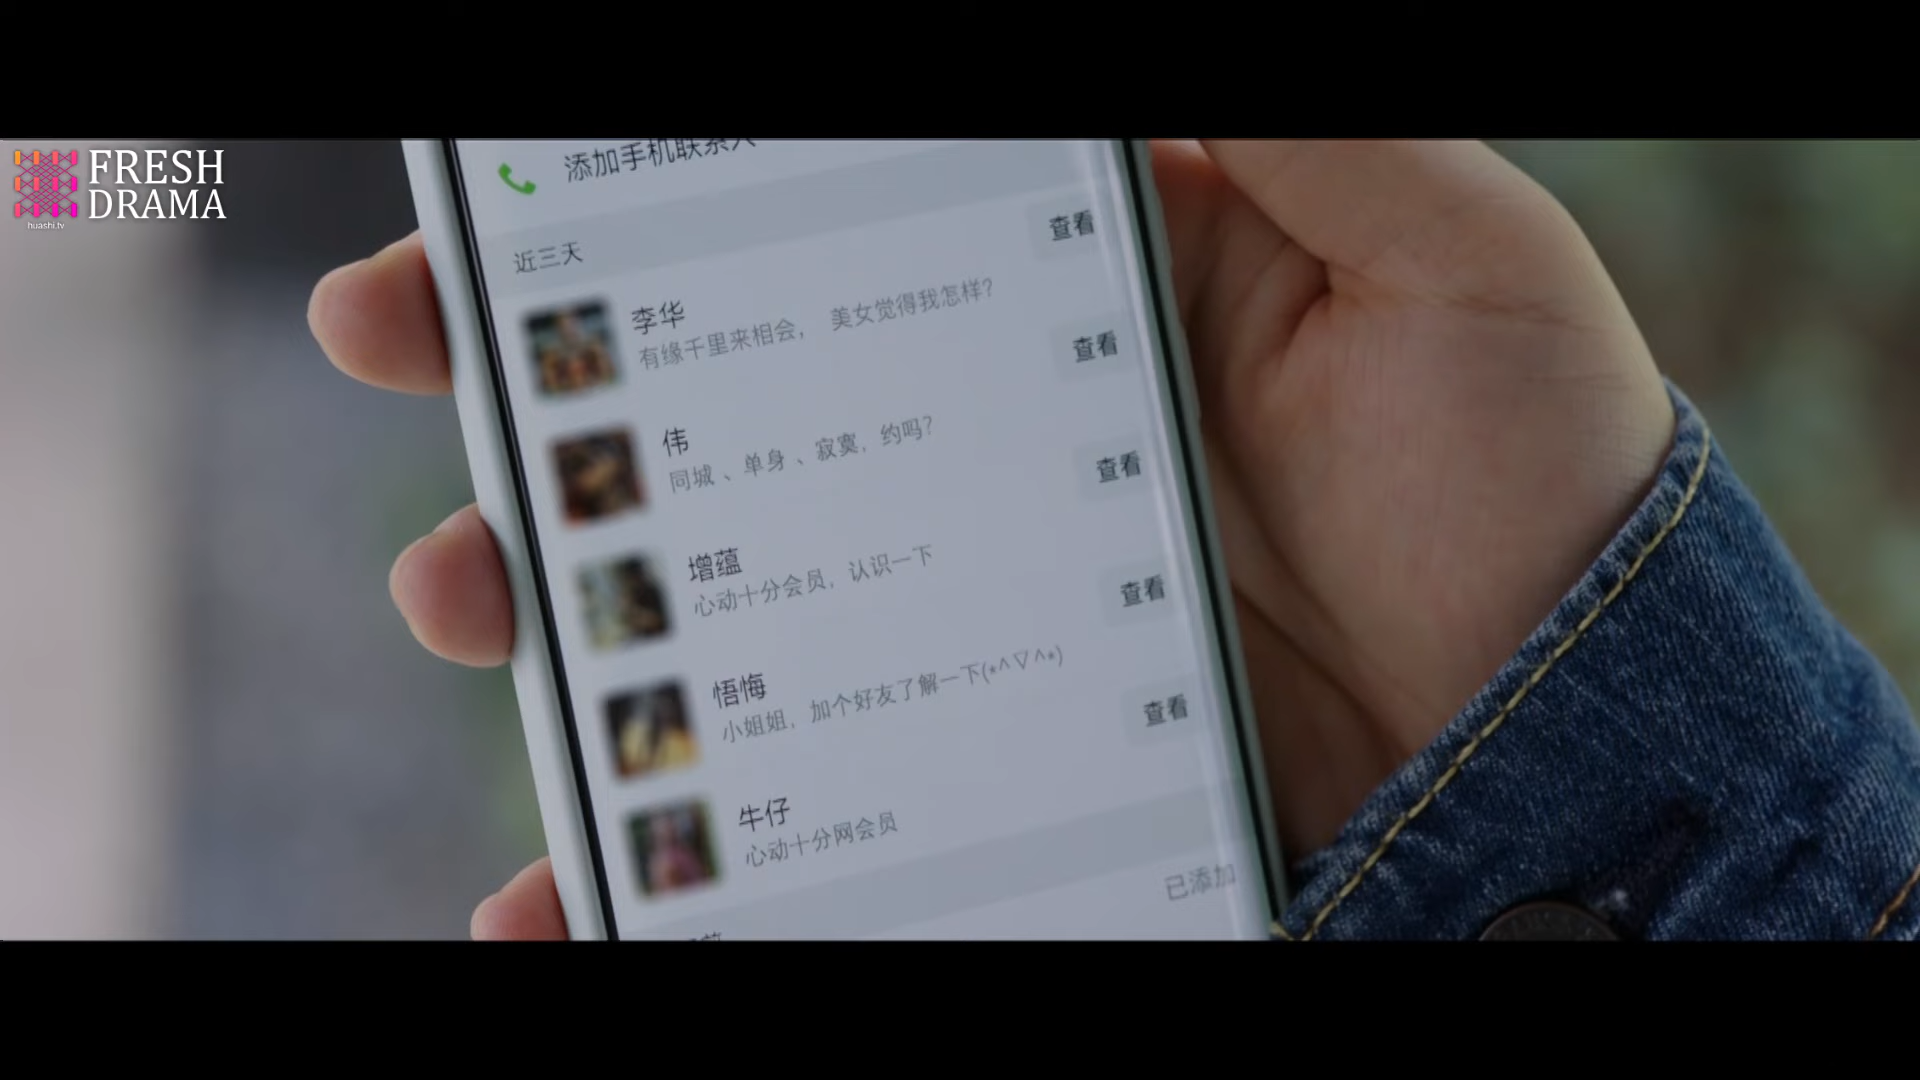 FRESH
DRAMA
huashi.tv
添加手机联系人
近三天
查看
李华
有缘千里来相会， 美女觉得我怎样？
查看
伟
同城 、单身 、寂寞，约吗？
查看
增蕴
心动十分会员，认识一下
查看
悟悔
小姐姐，加个好友了解一下(*^▽^*)
查看
牛仔
心动十分网会员
已添加